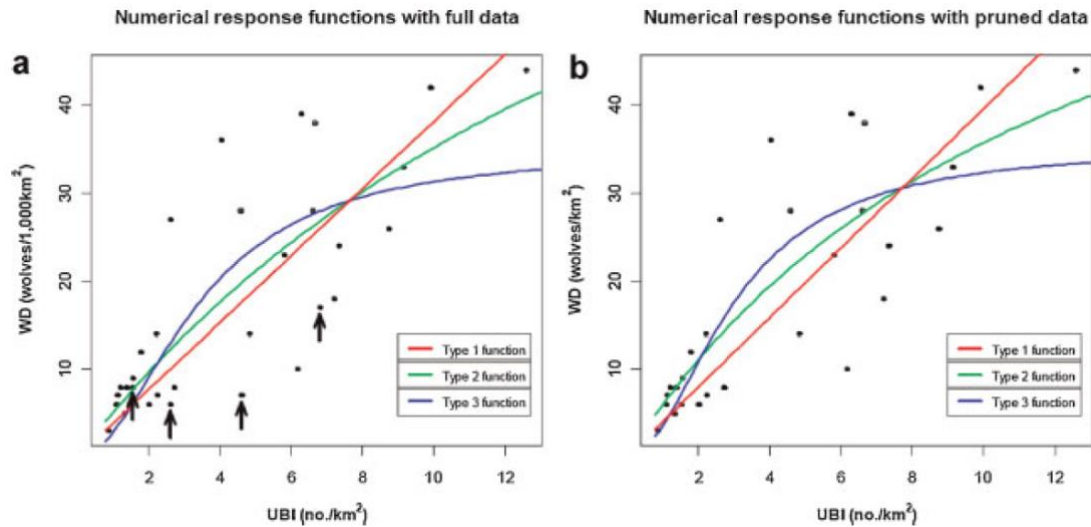 Numerical response functions with full data
a
WD (wolves/1,000km²)
40
30
20
10
Type 1 function
Type 2 function
Type 3 function
2 4 6 8 10 12
UBI (no./km²)
Numerical response functions with pruned data
b
WD (wolves/km²)
40
30
20
10
Type 1 function
Type 2 function
Type 3 function
2 4 6 8 10 12
UBI (no./km²)